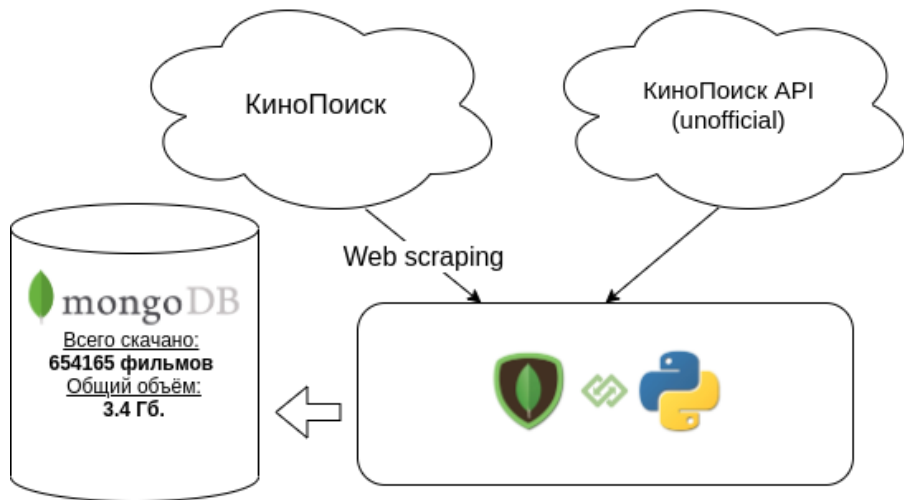 КиноПоиск
КиноПоиск API
(unofficial)
Web scraping
mongoDB
Всего скачано:
654165 фильмов
Общий объём:
3.4 Гб.